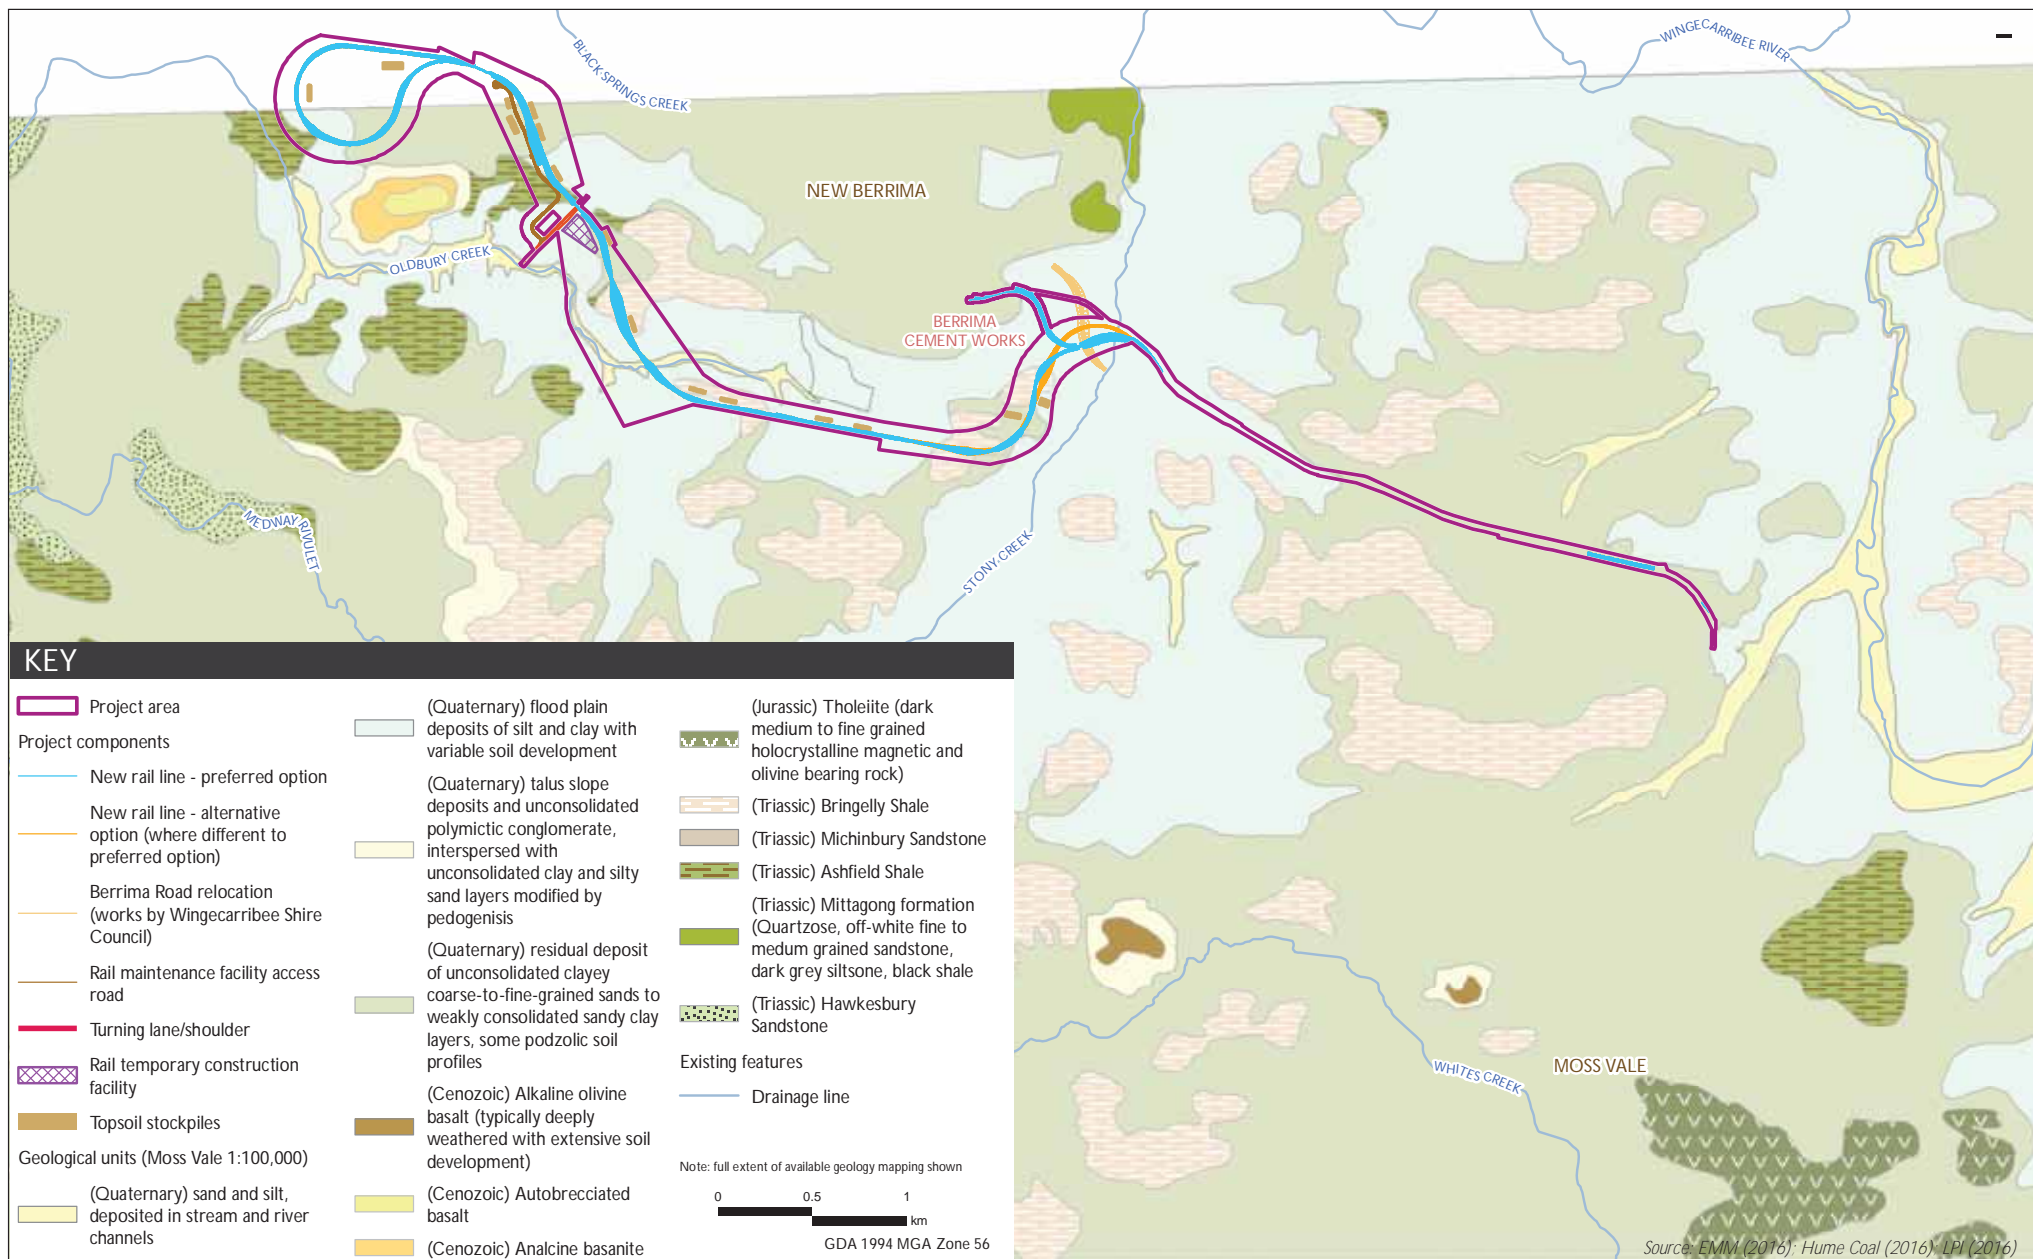 BLACK SPRINGS CREEK
WINGECARRIBEE RIVER
NEW BERRIMA
OLDBURY CREEK
BERRIMA
CEMENT WORKS
MEDWAY RIVULET
STONY CREEK
WHITES CREEK
MOSS VALE
KEY
Project area
Project components
New rail line - preferred option
New rail line - alternative
option (where different to
preferred option)
Berrima Road relocation
(works by Wingecarribee Shire
Council)
Rail maintenance facility access
road
Turning lane/shoulder
Rail temporary construction
facility
Topsoil stockpiles
Geological units (Moss Vale 1:100,000)
(Quaternary) sand and silt,
deposited in stream and river
channels
(Quaternary) flood plain
deposits of silt and clay with
variable soil development
(Quaternary) talus slope
deposits and unconsolidated
polymictic conglomerate,
interspersed with
unconsolidated clay and silty
sand layers modified by
pedogenisis
(Quaternary) residual deposit
of unconsolidated clayey
coarse-to-fine-grained sands to
weakly consolidated sandy clay
layers, some podzolic soil
profiles
(Cenozoic) Alkaline olivine
basalt (typically deeply
weathered with extensive soil
development)
(Cenozoic) Autobrecciated
basalt
(Cenozoic) Analcine basanite
(Jurassic) Tholeiite (dark
medium to fine grained
holocrystalline magnetic and
olivine bearing rock)
(Triassic) Bringelly Shale
(Triassic) Michinbury Sandstone
(Triassic) Ashfield Shale
(Triassic) Mittagong formation
(Quartzose, off-white fine to
medum grained sandstone,
dark grey siltsone, black shale
(Triassic) Hawkesbury
Sandstone
Existing features
Drainage line
Note: full extent of available geology mapping shown
0 0.5 1
km
GDA 1994 MGA Zone 56
Source: EMM (2016); Hume Coal (2016); LPI (2016)